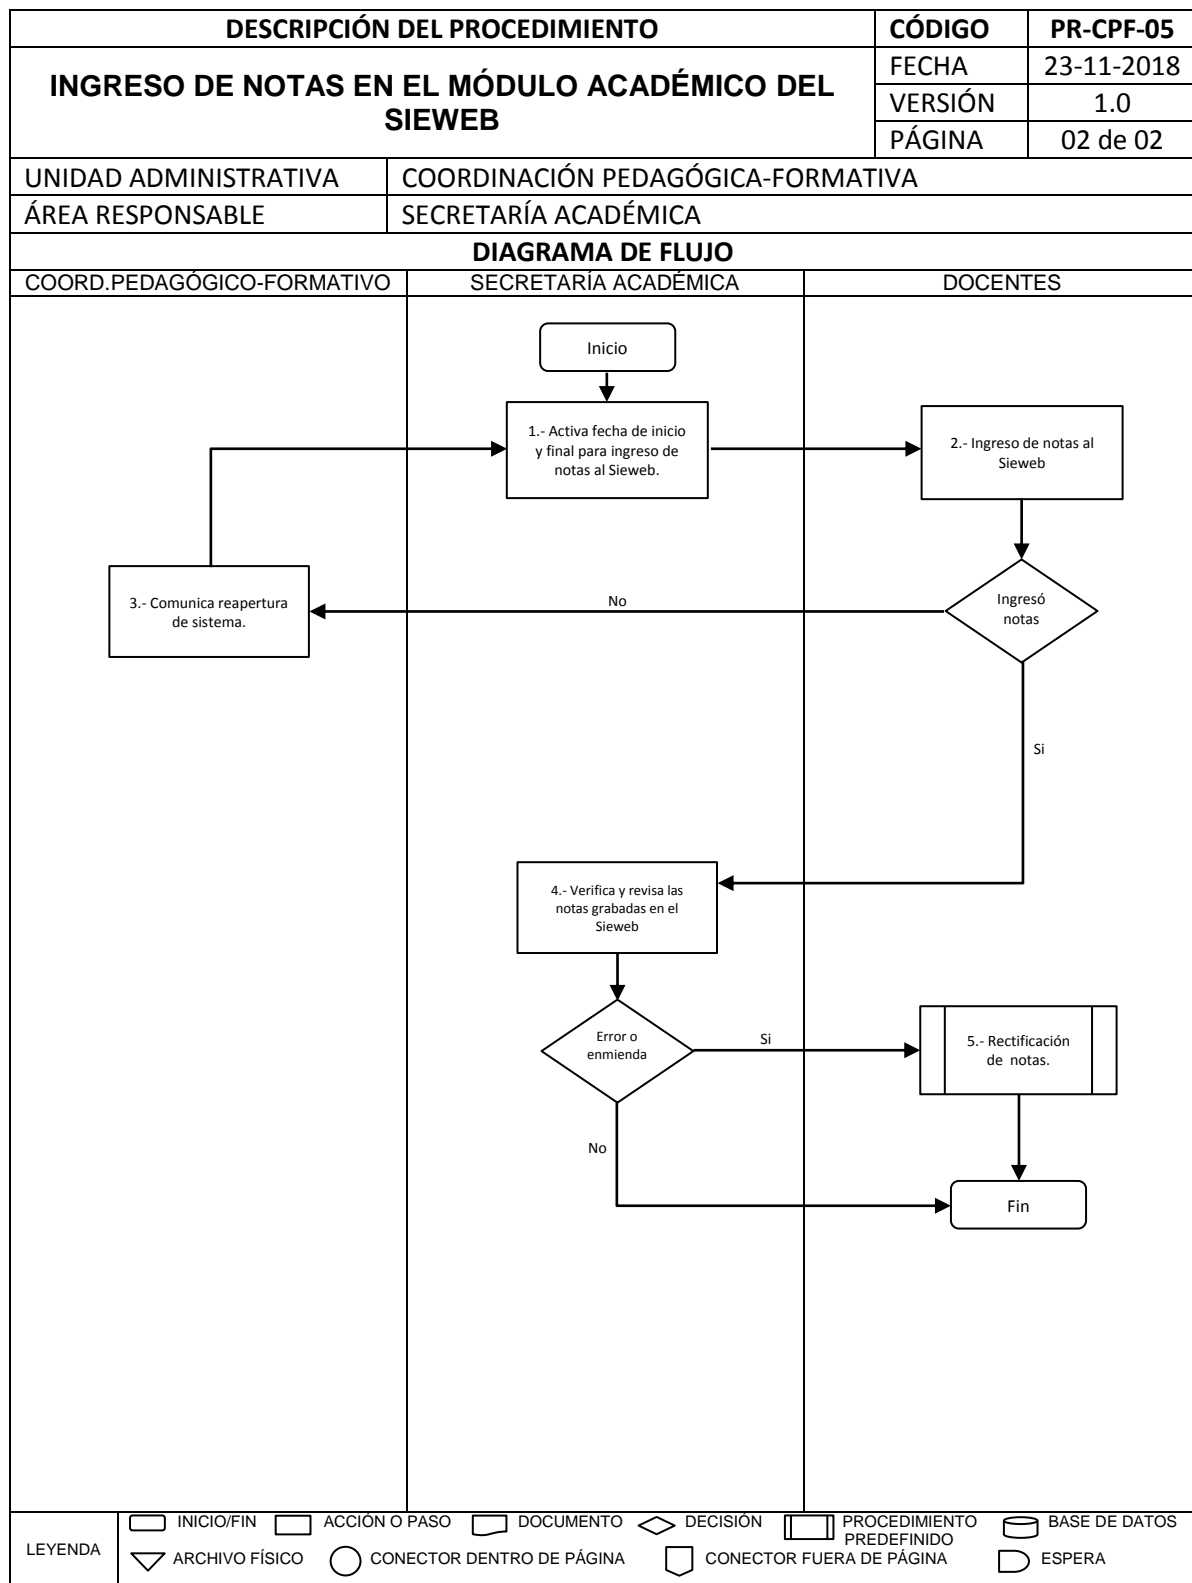 DESCRIPCIÓN DEL PROCEDIMIENTO
CÓDIGO
PR-CPF-05
INGRESO DE NOTAS EN EL MÓDULO ACADÉMICO DEL
SIEWEB
FECHA
23-11-2018
VERSIÓN
1.0
PÁGINA
02 de 02
UNIDAD ADMINISTRATIVA
COORDINACIÓN PEDAGÓGICA-FORMATIVA
ÁREA RESPONSABLE
SECRETARÍA ACADÉMICA
DIAGRAMA DE FLUJO
COORD.PEDAGÓGICO-FORMATIVO
SECRETARÍA ACADÉMICA
DOCENTES
Inicio
1.- Activa fecha de inicio
y final para ingreso de
notas al Sieweb.
2.- Ingreso de notas al
Sieweb
3.- Comunica reapertura
de sistema.
No
Ingresó
notas
Si
4.- Verifica y revisa las
notas grabadas en el
Sieweb
Error o
enmienda
Si
5.- Rectificación
de notas.
No
Fin
LEYENDA
INICIO/FIN
ACCIÓN O PASO
DOCUMENTO
DECISIÓN
PROCEDIMIENTO
PREDEFINIDO
BASE DE DATOS
ARCHIVO FÍSICO
CONECTOR DENTRO DE PÁGINA
CONECTOR FUERA DE PÁGINA
ESPERA